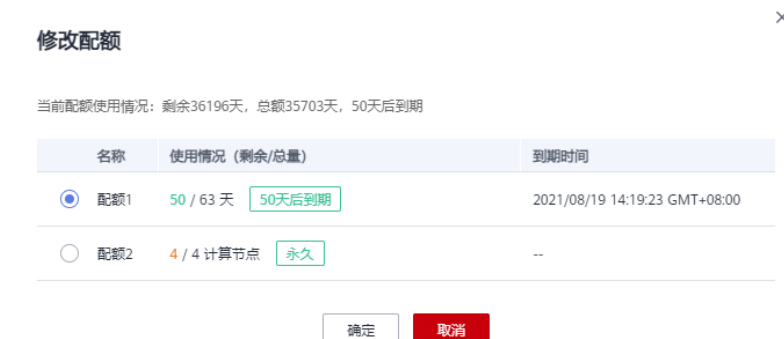 修改配额
当前配额使用情况：剩余36196天，总额35703天，50天后到期
名称 使用情况（剩余/总量） 到期时间
配额1 50 / 63 天 50天后到期 2021/08/19 14:19:23 GMT+08:00
配额2 4 / 4 计算节点 永久 --
确定 取消